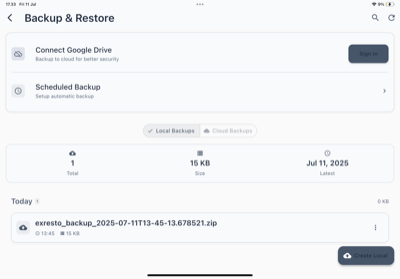 17:33 Fri 11 Jul
8%
Backup & Restore
Connect Google Drive
Backup to cloud for better security
Sign In
Scheduled Backup
Setup automatic backup
Local Backups
Cloud Backups
1
Total
15 KB
Size
Jul 11, 2025
Latest
Today 1
0 KB
exresto_backup_2025-07-11T13-45-13.678521.zip
13:45 15 KB
Create Local